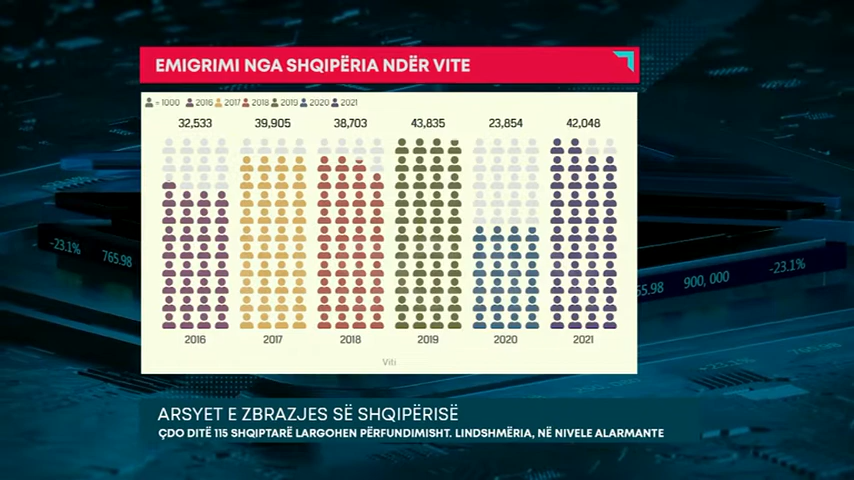 EMIGRIMI NGA SHQIPËRIA NDËR VITE
= 1000 2016 2017 2018 2019 2020 2021
32,533 39,905 38,703 43,835 23,854 42,048
-23.1% 765.98
55.98 900,000 -23.1%
2016 2017 2018 2019 2020 2021
Viti
ARSYET E ZBRAZJES SË SHQIPËRISË
ÇDO DITË 115 SHQIPTARË LARGOHEN PËRFUNDIMISHT. LINDSHMËRIA, NË NIVELE ALARMANTE